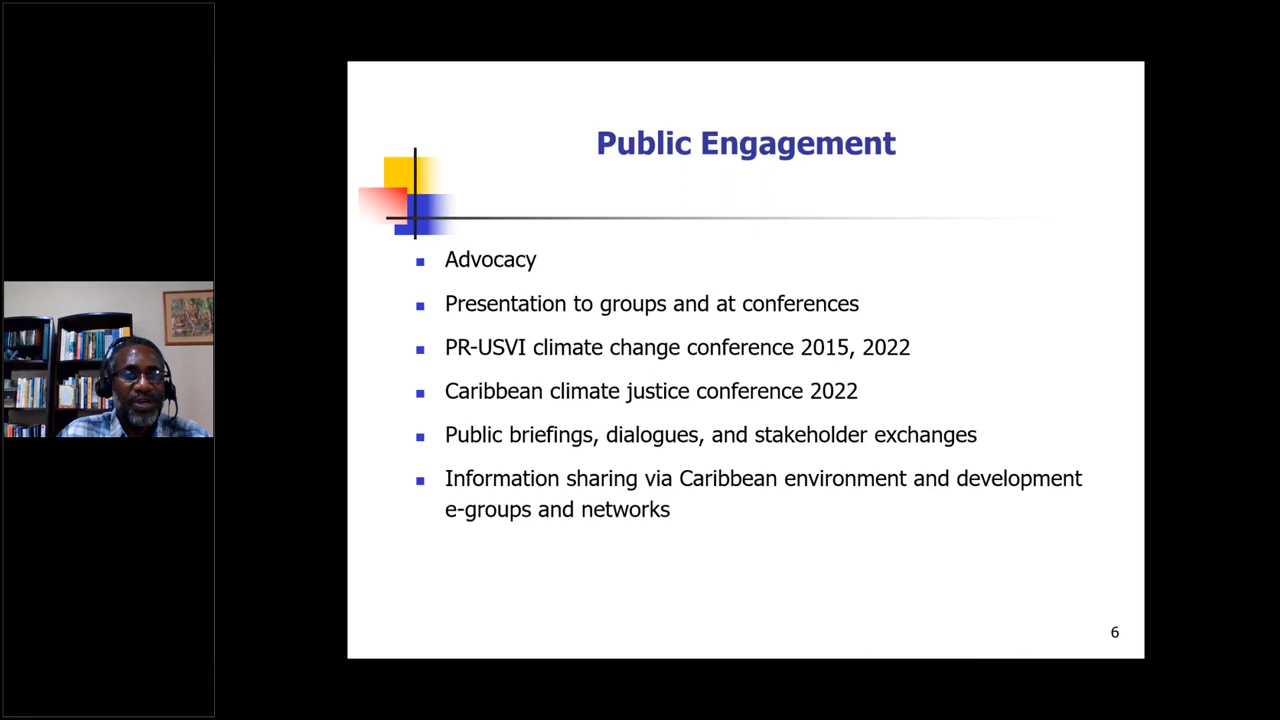 Public Engagement
Advocacy
Presentation to groups and at conferences
PR-USVI climate change conference 2015, 2022
Caribbean climate justice conference 2022
Public briefings, dialogues, and stakeholder exchanges
Information sharing via Caribbean environment and development
e-groups and networks
6